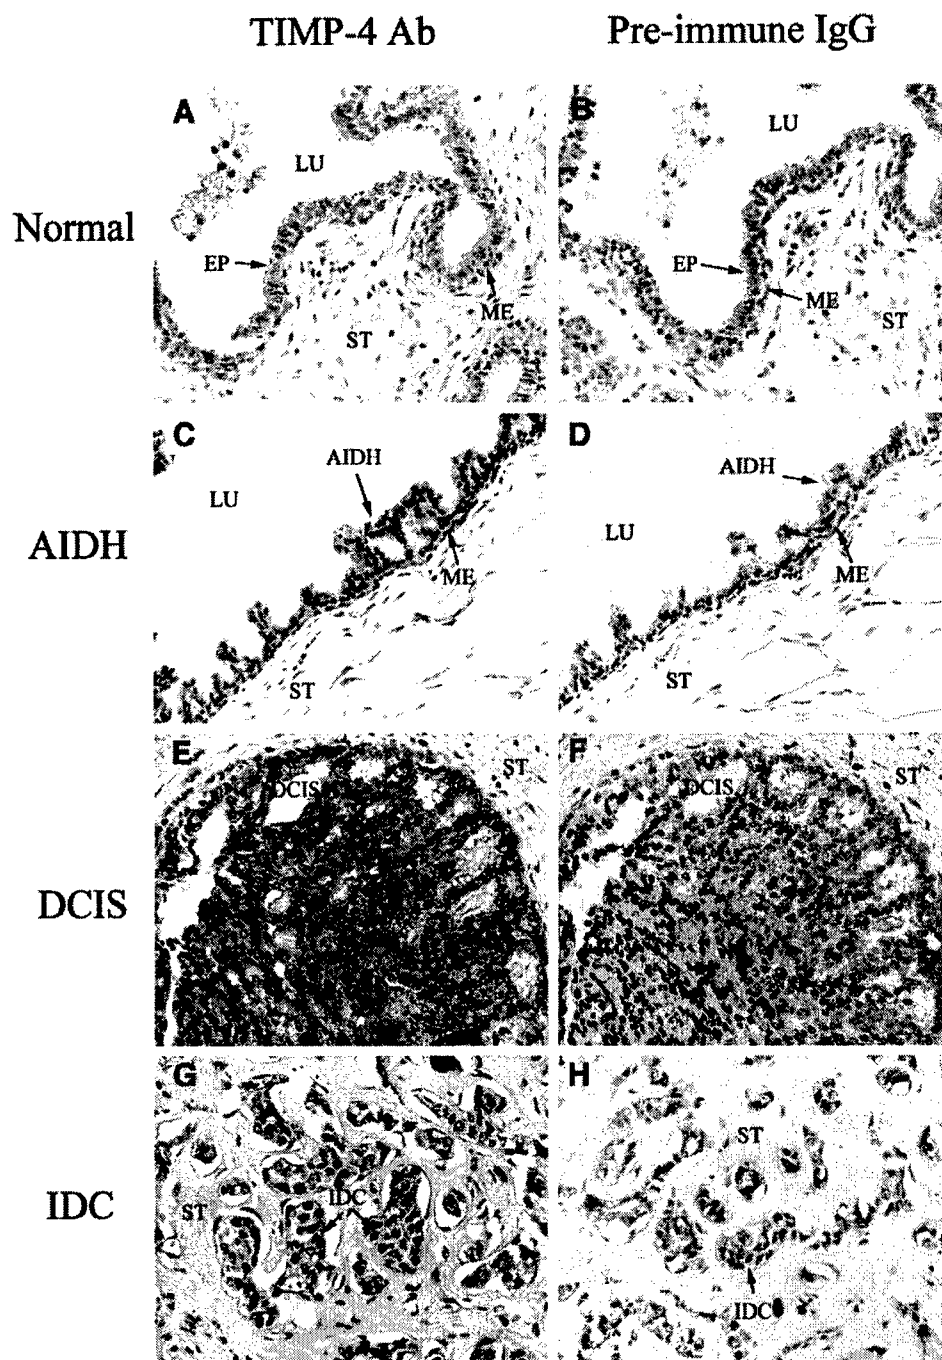 TIMP-4 Ab Pre-immune IgG
Normal
A
LU
EP
ME
ST
B
LU
EP
ME
ST
AIDH
C
AIDH
LU
ME
ST
D
AIDH
LU
ME
ST
DCIS
E
ST
DCIS
F
ST
DCIS
IDC
G
IDC
ST
H
ST
IDC